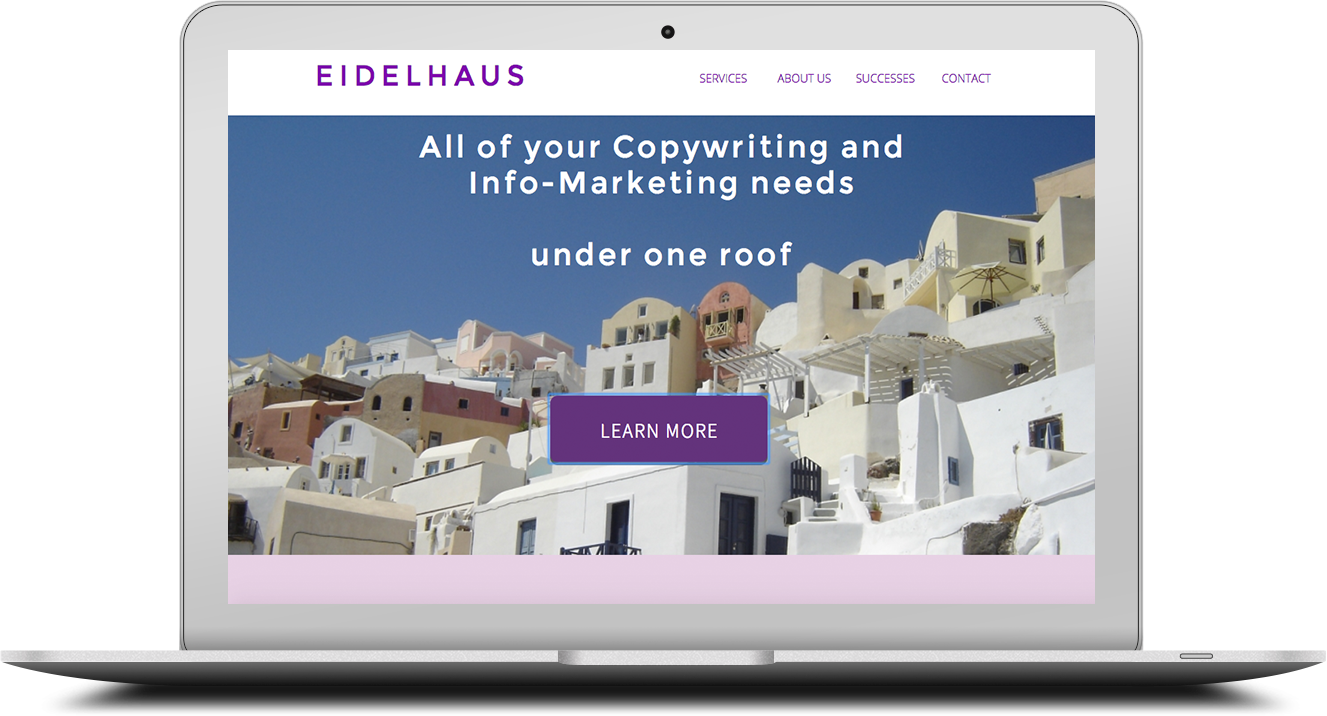 EIDELHAUS
SERVICES ABOUT US SUCCESSES CONTACT
All of your Copywriting and
Info-Marketing needs
under one roof
LEARN MORE